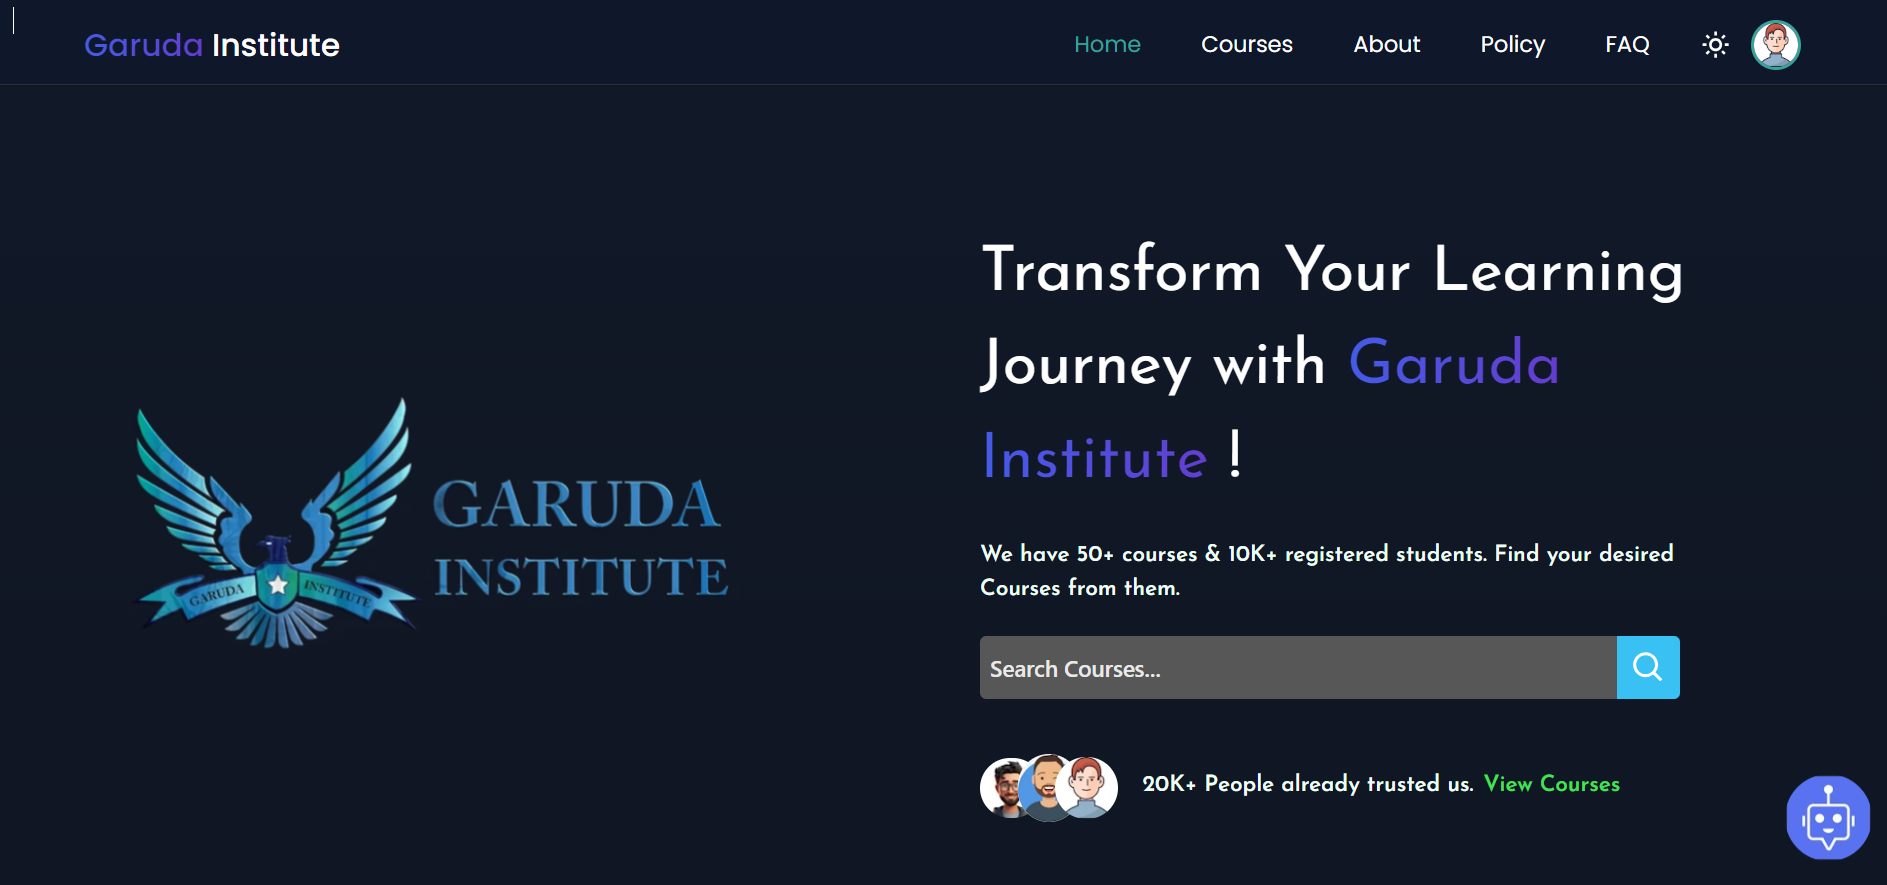 Garuda Institute
Home
Courses
About
Policy
FAQ
Transform Your Learning
Journey with Garuda
Institute !
GARUDA
INSTITUTE
GARUDA
INSTITUTE
We have 50+ courses & 10K+ registered students. Find your desired
Courses from them.
Search Courses...
20K+ People already trusted us. View Courses